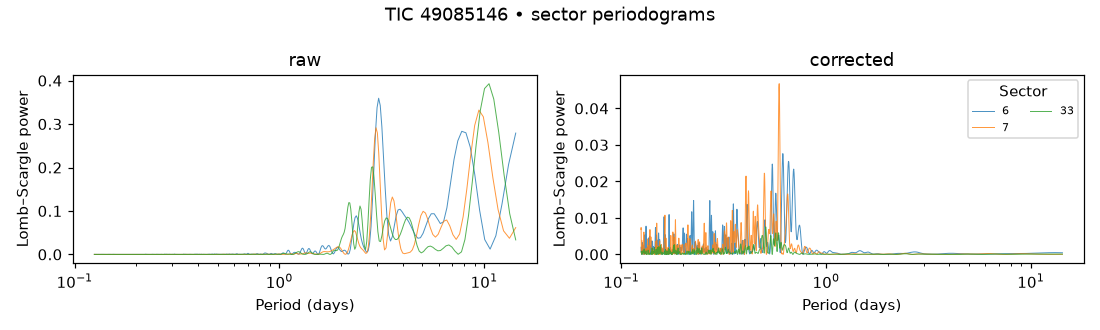 TIC 49085146 • sector periodograms
raw
corrected
Lomb–Scargle power
0.4
0.3
0.2
0.1
0.0
10⁻¹
10⁰
10¹
Period (days)
Lomb–Scargle power
0.04
0.03
0.02
0.01
0.00
10⁻¹
10⁰
10¹
Period (days)
Sector
6
33
7